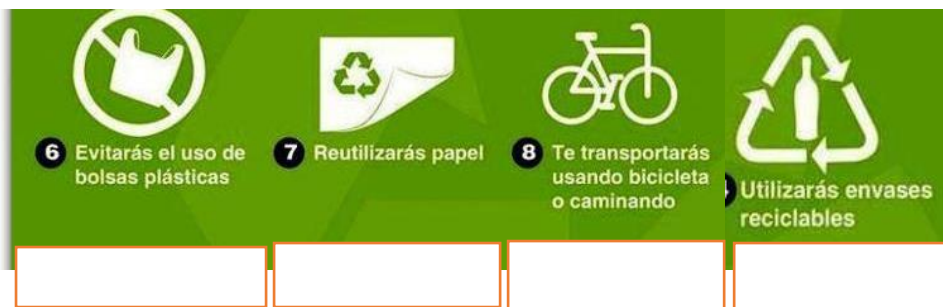 6 Evitarás el uso de
bolsas plásticas
7 Reutilizarás papel
8 Te transportarás
usando bicicleta
o caminando
Utilizarás envases
reciclables